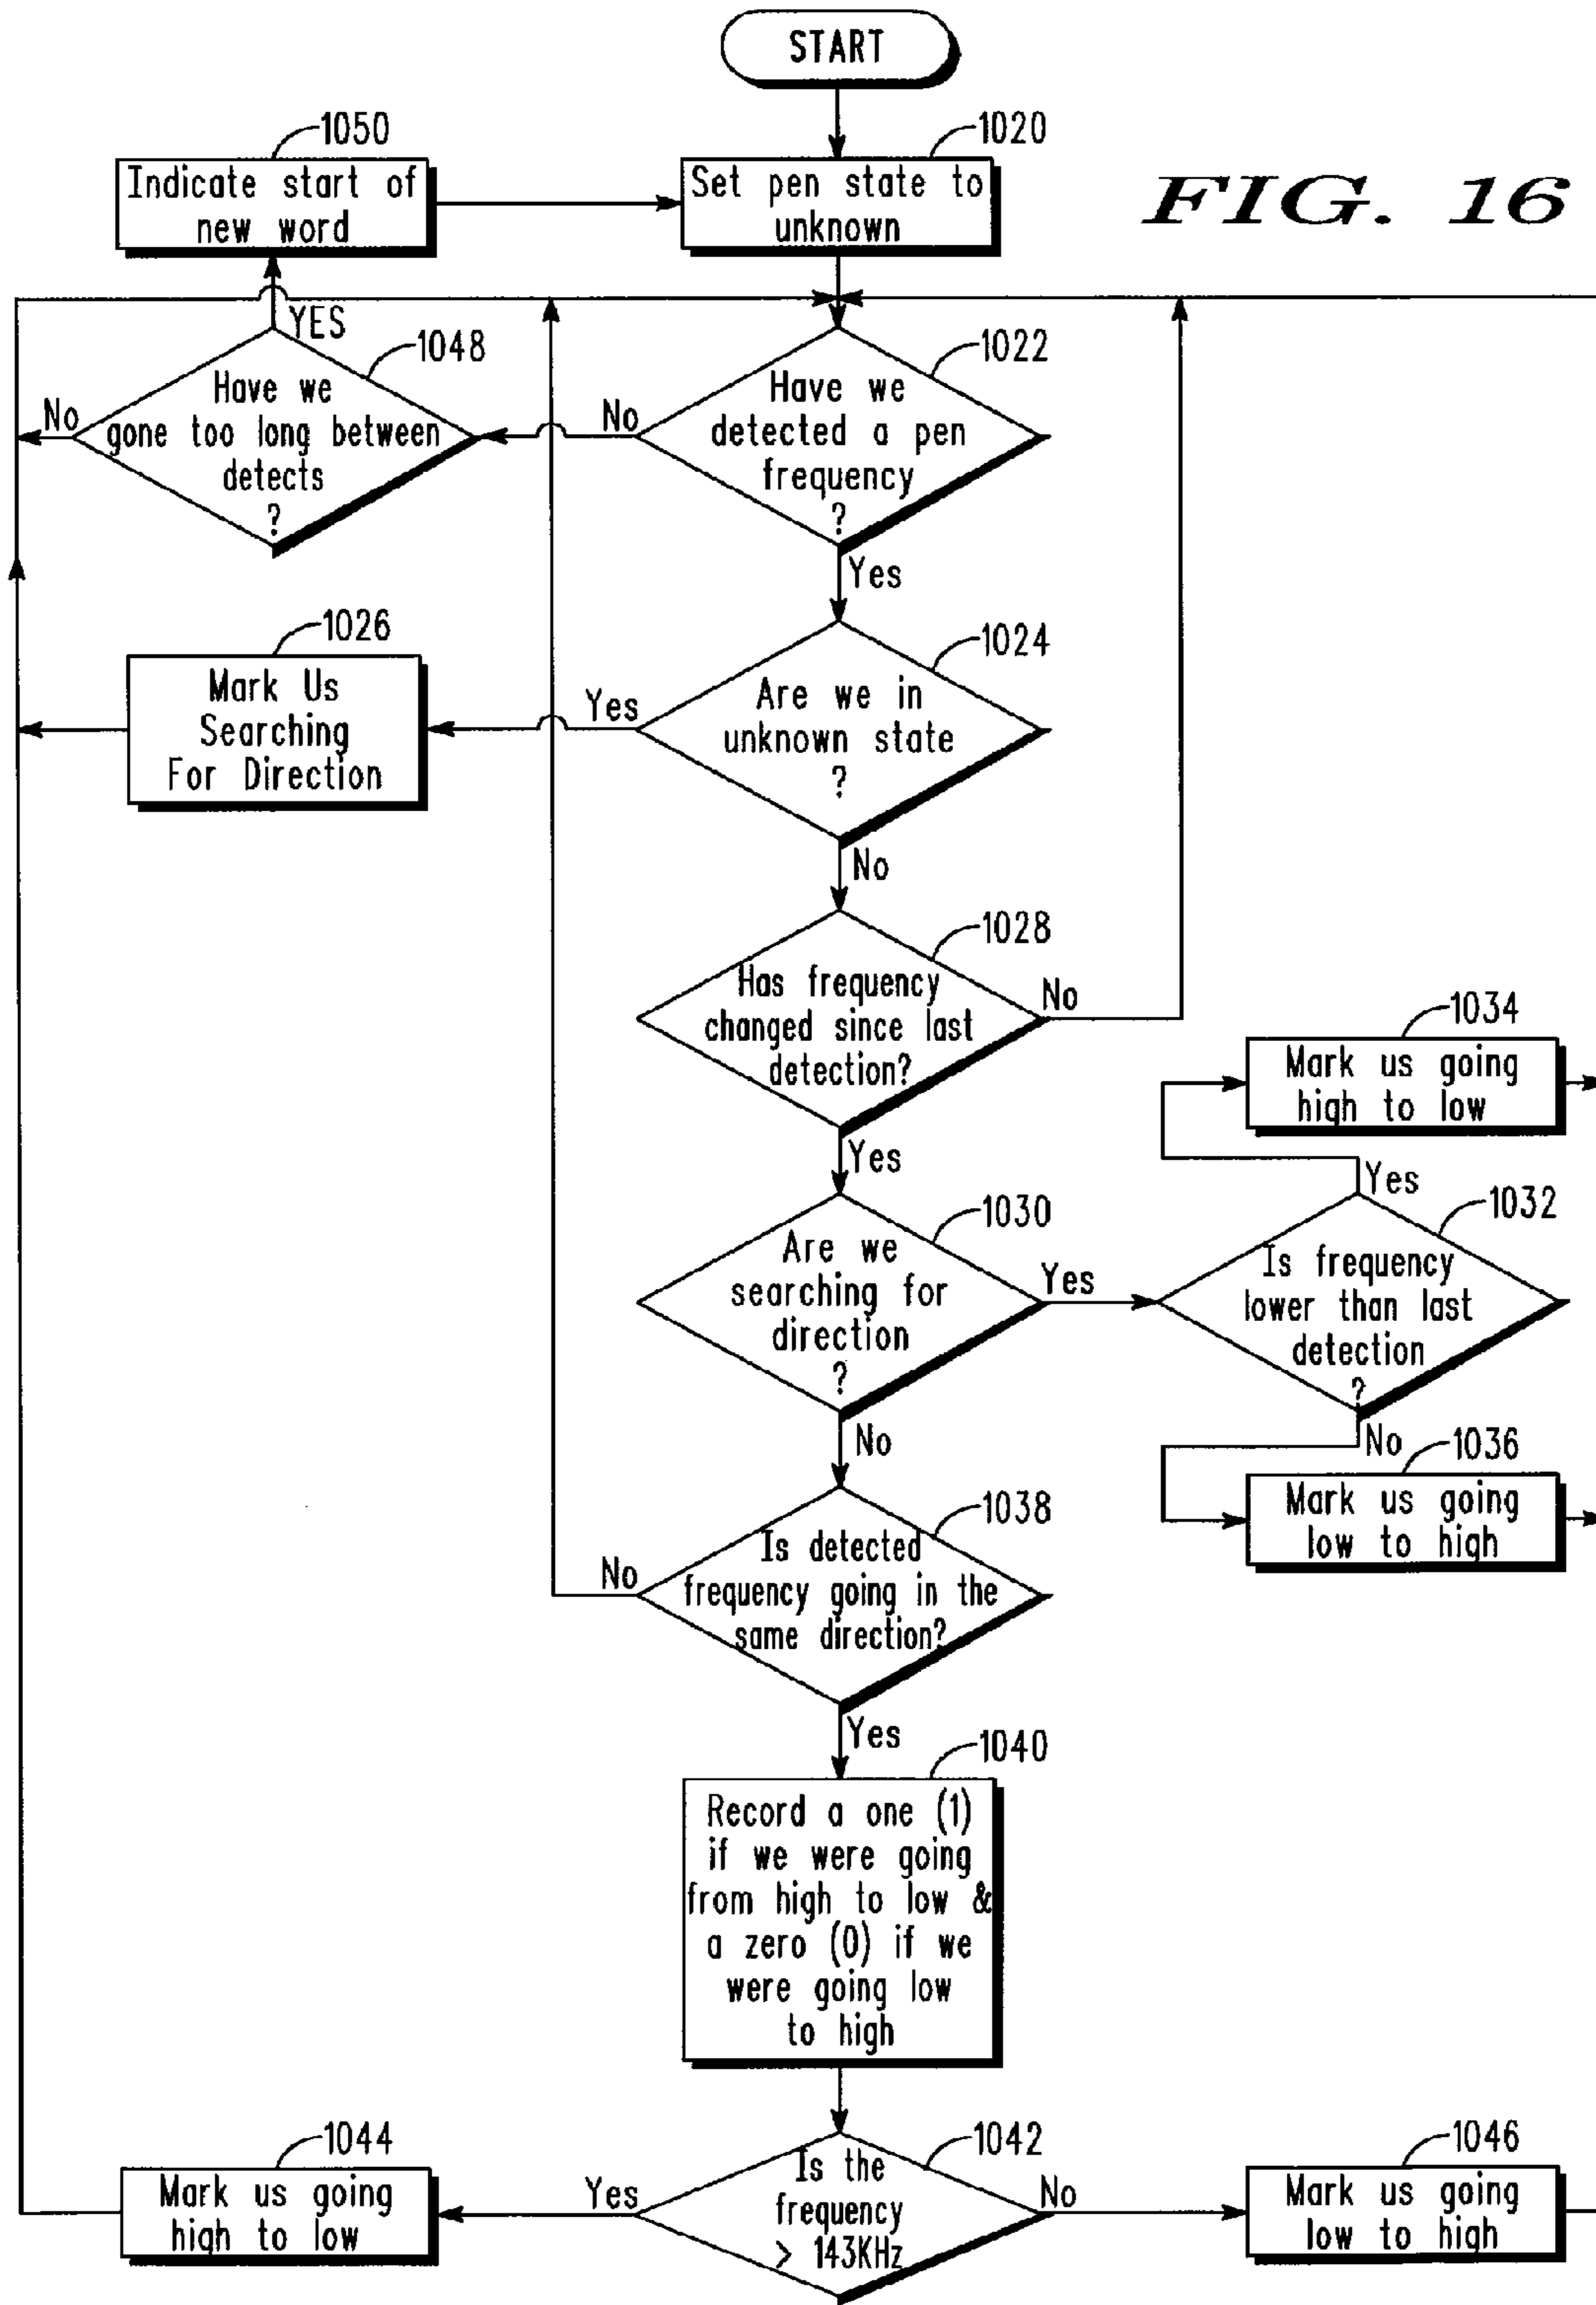 START
1050
1020
Indicate start of
new word
Set pen state to
unknown
FIG. 16
YES
1048
1022
Have we
gone too long between
detects
?
No
No
Have we
detected a pen
frequency
?
Yes
1026
1024
Mark Us
Searching
For Direction
Yes
Are we in
unknown state
?
No
1028
Has frequency
changed since last
detection?
No
1034
Mark us going
high to low
Yes
Yes
1030
1032
Are we
searching for
direction
?
Yes
Is frequency
lower than last
detection
?
No
No
1036
Mark us going
low to high
1038
Is detected
frequency going in the
same direction?
No
Yes
1040
Record a one (1)
if we were going
from high to low &
a zero (0) if we
were going low
to high
1044
1042
1046
Mark us going
high to low
Yes
Is the
frequency
> 143KHz
No
Mark us going
low to high